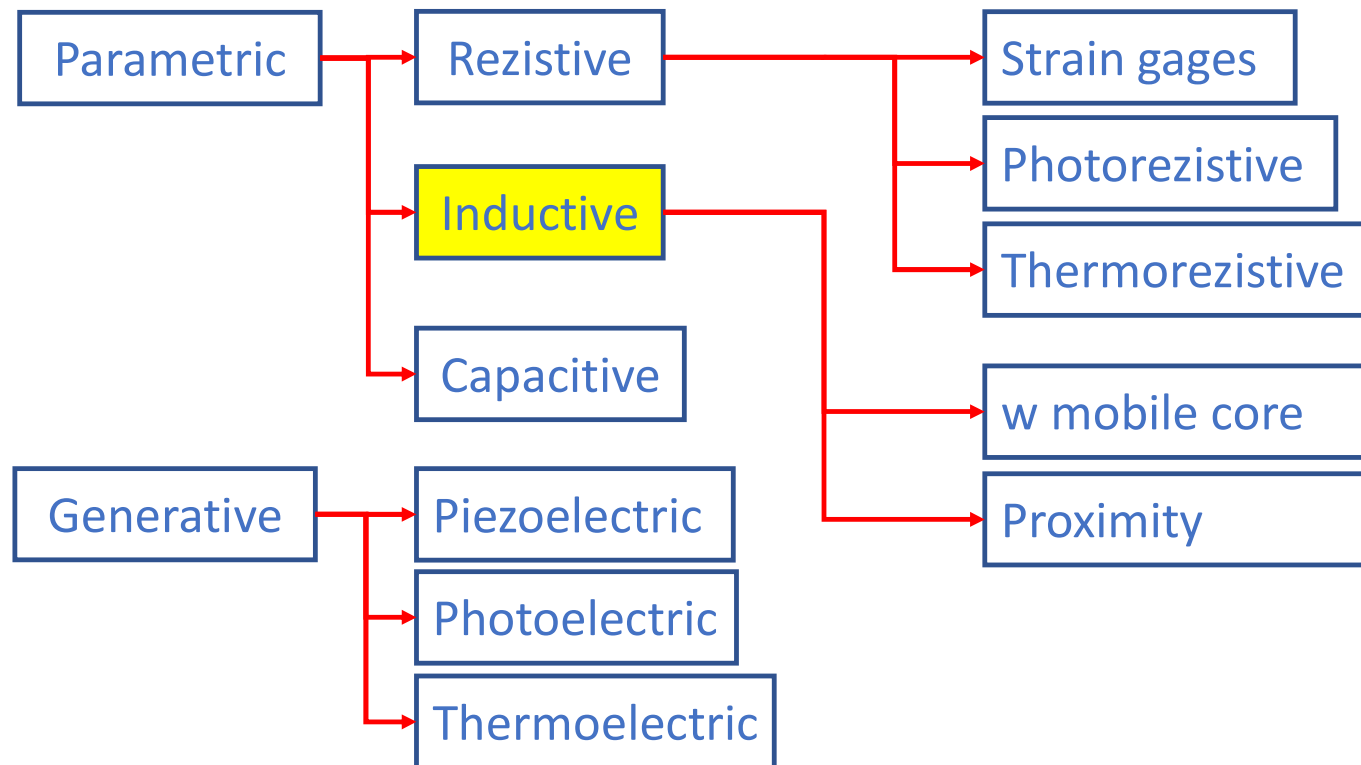 Parametric
Rezistive
Strain gages
Photorezistive
Inductive
Thermorezistive
Capacitive
w mobile core
Generative
Piezoelectric
Proximity
Photoelectric
Thermoelectric